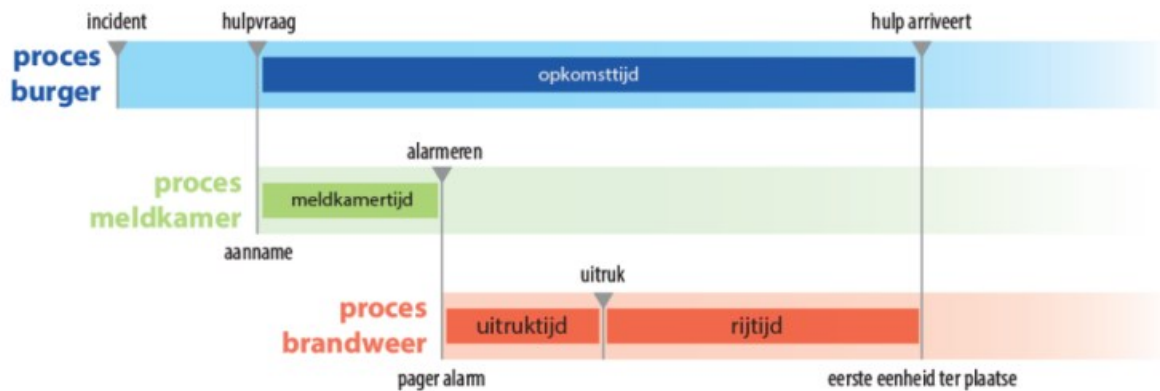 incident
hulpvraag
hulp arriveert
proces
burger
opkomsttijd
alarmeren
proces
meldkamer
meldkamertijd
aanname
uitruk
proces
brandweer
uitruktijd
rijtijd
pager alarm
eerste eenheid ter plaatse